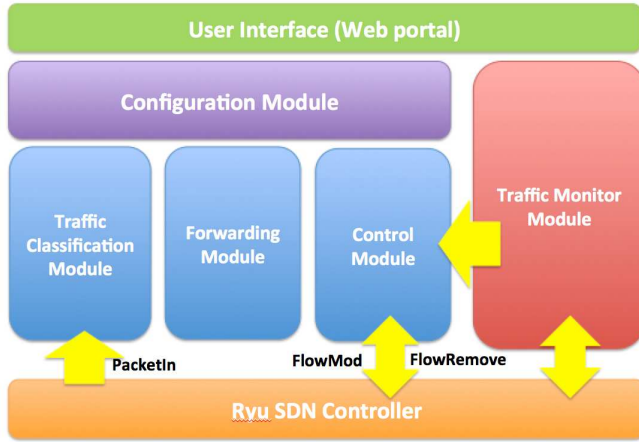 User Interface (Web portal)
Configuration Module
Traffic Monitor
Module
Traffic
Classification
Module
Forwarding
Module
Control
Module
PacketIn
FlowMod
FlowRemove
Ryu SDN Controller